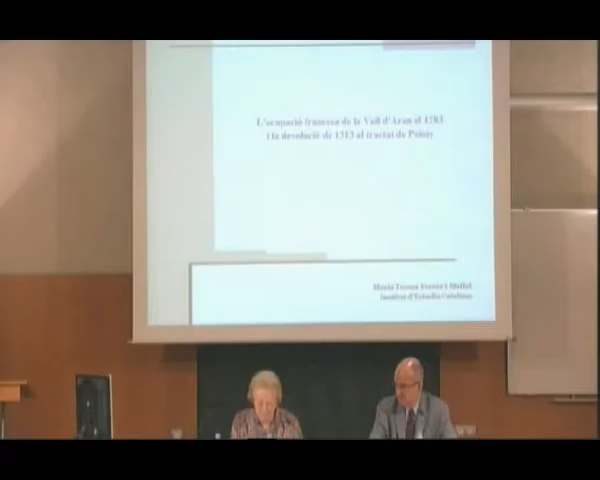 L'ocupació francesa de la Vall d'Aran el 1283
i la devolució de 1313 al tractat de Poissy
Maria Teresa Ferrer i Mallol
Institut d'Estudis Catalans